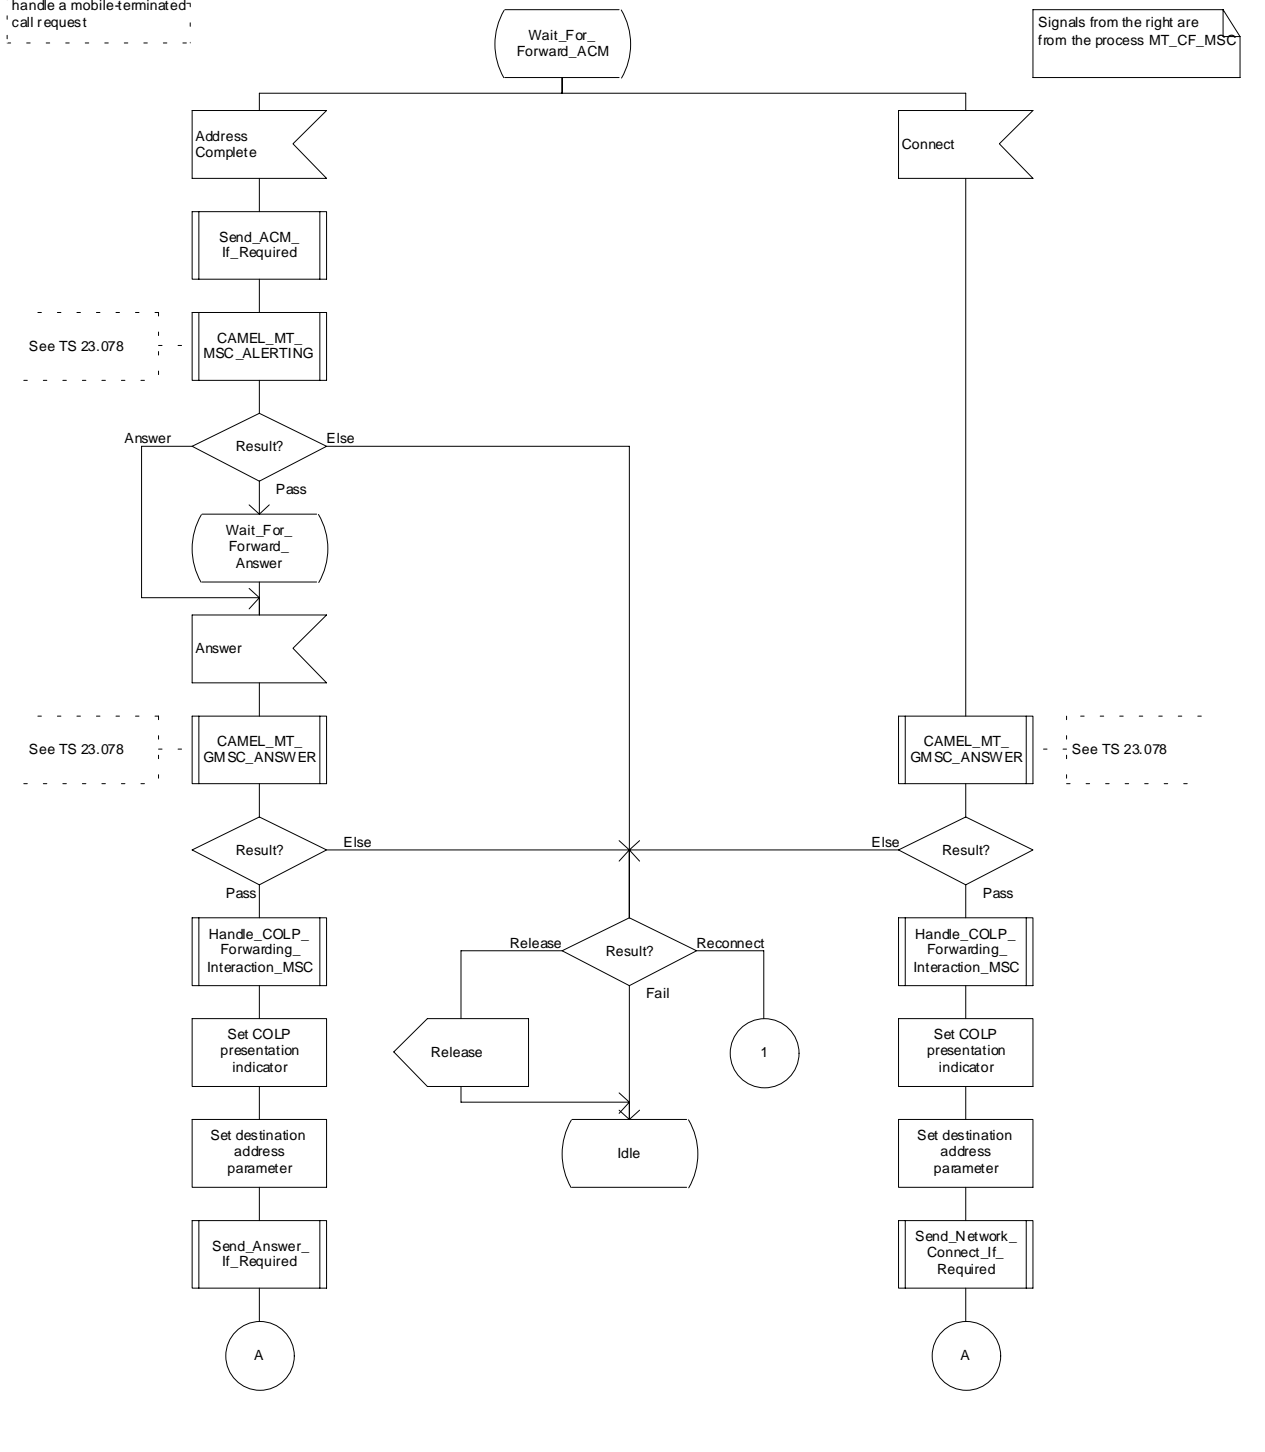 handle a mobile-terminated
call request
Wait_For_
Forward_ACM
Signals from the right are
from the process MT_CF_MSC
Address
Complete
Connect
Send_ACM_
If_Required
See TS 23.078
CAMEL_MT_
MSC_ALERTING
Answer
Result?
Else
Pass
Wait_For_
Forward_
Answer
Answer
See TS 23.078
CAMEL_MT_
GMSC_ANSWER
CAMEL_MT_
GMSC_ANSWER
See TS 23.078
Result?
Else
Else
Result?
Pass
Pass
Handle_COLP_
Forwarding_
Interaction_MSC
Release
Result?
Reconnect
Fail
Handle_COLP_
Forwarding_
Interaction_MSC
Set COLP
presentation
indicator
Release
1
Set COLP
presentation
indicator
Set destination
address
parameter
Idle
Set destination
address
parameter
Send_Answer_
If_Required
Send_Network_
Connect_If_
Required
A
A